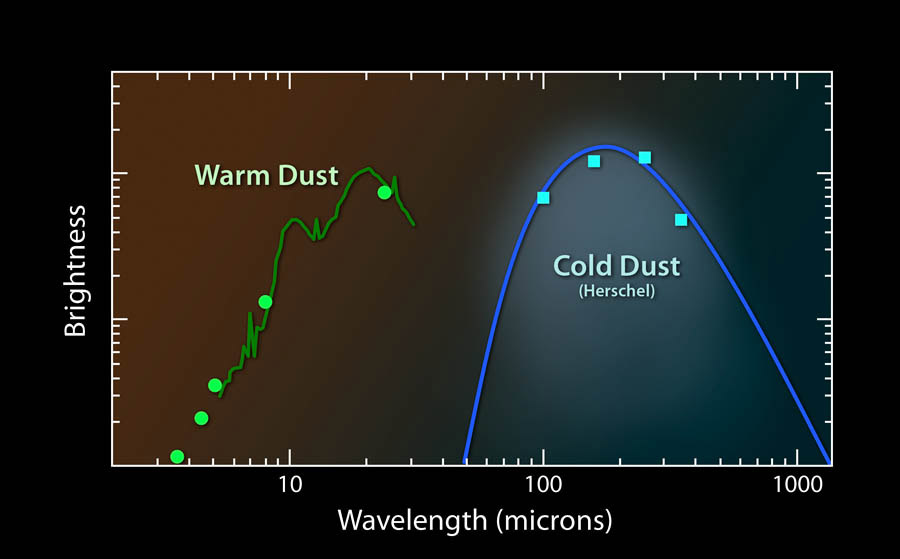 Warm Dust
Cold Dust
(Herschel)
Brightness
10
100
1000
Wavelength (microns)